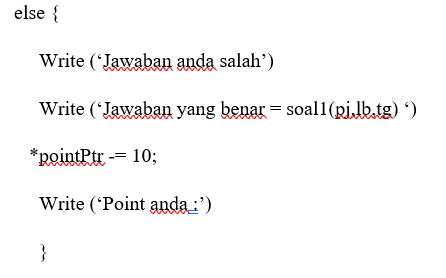 else {
Write (‘Jawaban anda salah’)
Write (‘Jawaban yang benar = soal1(pj,lb,tg) ‘)
*pointPtr -= 10;
Write (‘Point anda :’)
}